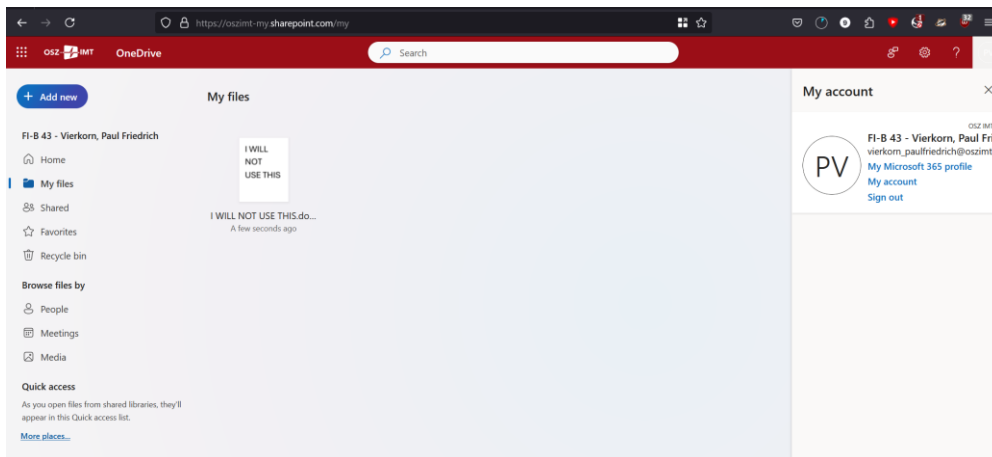 https://oszimt-my.sharepoint.com/my
32
OSZ IMT
OneDrive
Search
?
+ Add new
My files
My account
FI-B 43 - Vierkorn, Paul Friedrich
Home
My files
Shared
Favorites
Recycle bin
Browse files by
People
Meetings
Media
Quick access
As you open files from shared libraries, they'll
appear in this Quick access list.
More places...
I WILL
NOT
USE THIS
I WILL NOT USE THIS.do...
A few seconds ago
OSZ IMT
PV
FI-B 43 - Vierkorn, Paul Fri
vierkorn_paulfriedrich@oszimt
My Microsoft 365 profile
My account
Sign out